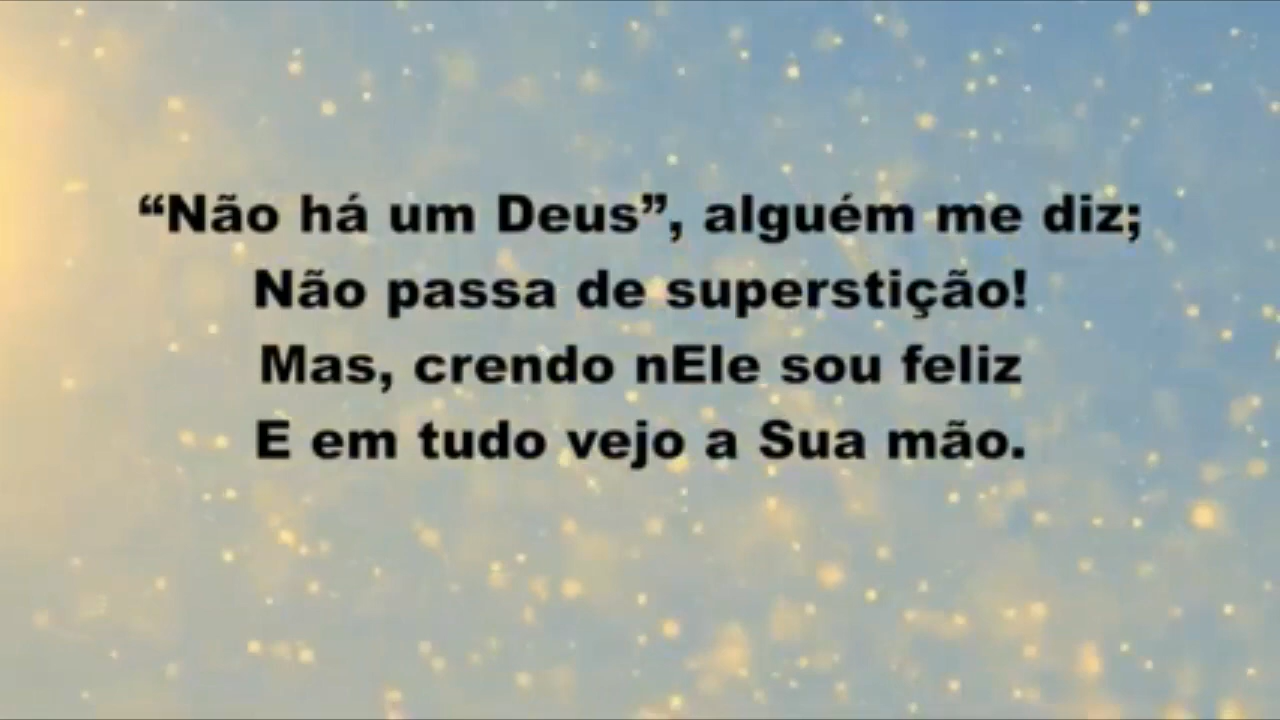 “Não há um Deus”, alguém me diz;
Não passa de superstição!
Mas, crendo nEle sou feliz
E em tudo vejo a Sua mão.